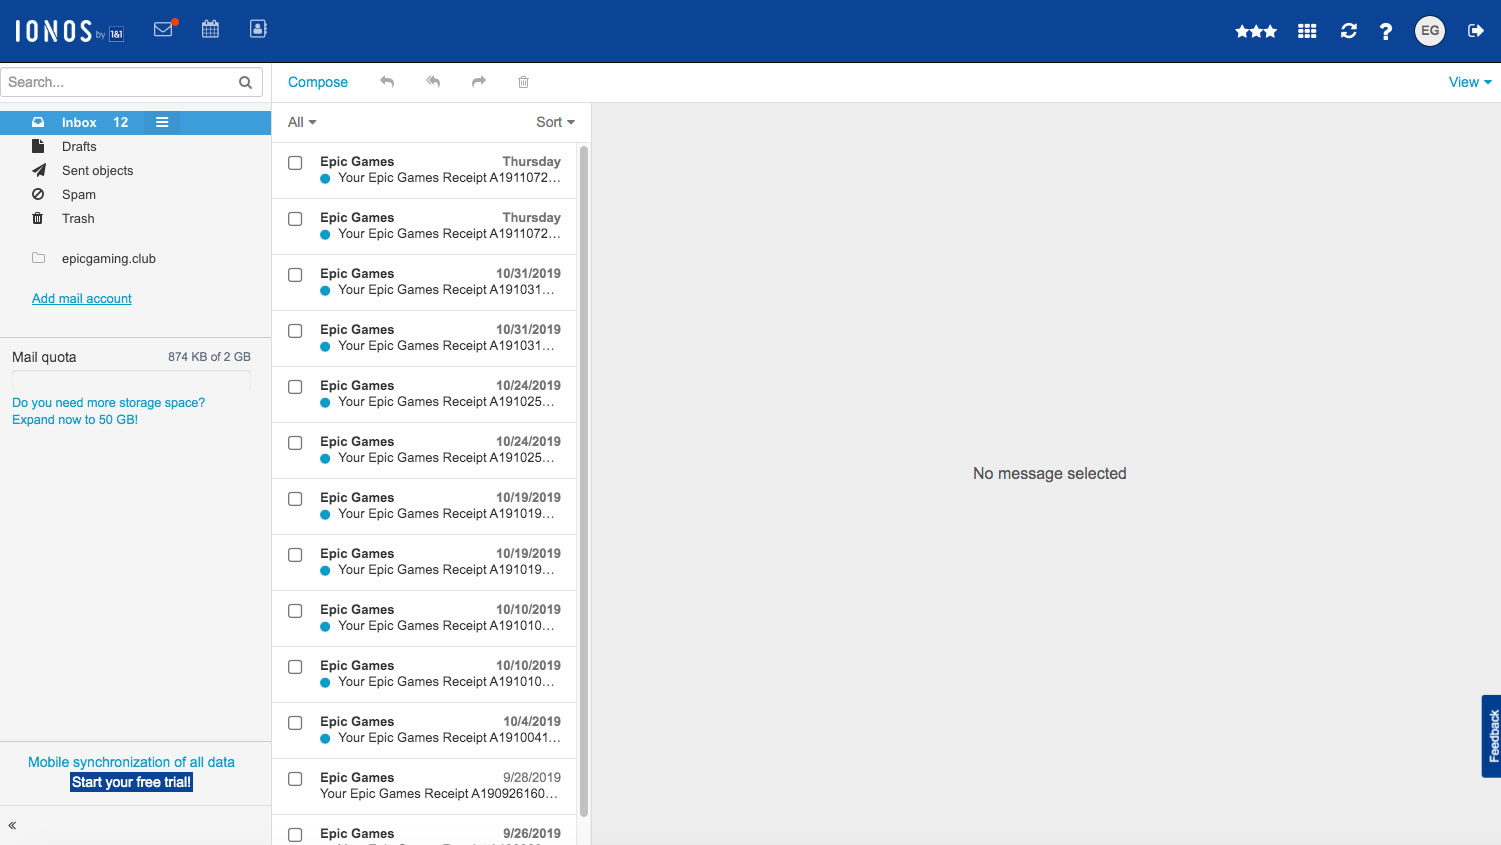 IONOS by 1&1
EG
Search...
Compose
View
Inbox 12
Drafts
Sent objects
Spam
Trash
epicgaming.club
Add mail account
Mail quota 874 KB of 2 GB
Do you need more storage space?
Expand now to 50 GB!
Mobile synchronization of all data
Start your free trial!
«
All Sort
Epic Games Thursday
Your Epic Games Receipt A1911072...
Epic Games Thursday
Your Epic Games Receipt A1911072...
Epic Games 10/31/2019
Your Epic Games Receipt A191031...
Epic Games 10/31/2019
Your Epic Games Receipt A191031...
Epic Games 10/24/2019
Your Epic Games Receipt A191025...
Epic Games 10/24/2019
Your Epic Games Receipt A191025...
Epic Games 10/19/2019
Your Epic Games Receipt A191019...
Epic Games 10/19/2019
Your Epic Games Receipt A191019...
Epic Games 10/10/2019
Your Epic Games Receipt A191010...
Epic Games 10/10/2019
Your Epic Games Receipt A191010...
Epic Games 10/4/2019
Your Epic Games Receipt A1910041...
Epic Games 9/28/2019
Your Epic Games Receipt A190926160...
Epic Games 9/26/2019
No message selected
Feedback